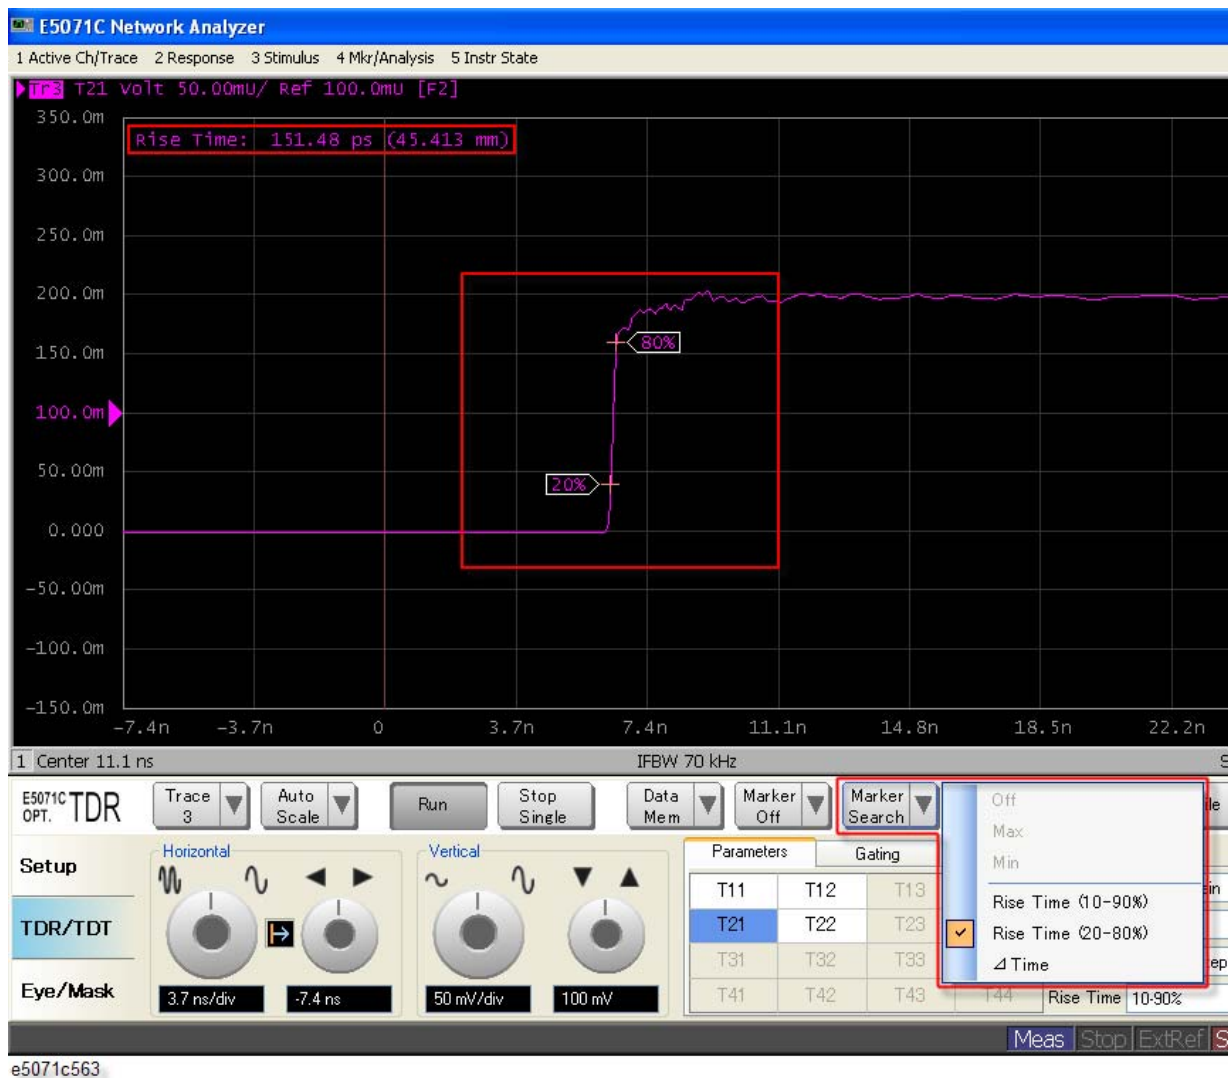 E5071C Network Analyzer
1 Active Ch/Trace 2 Response 3 Stimulus 4 Mkr/Analysis 5 Instr State
Tr3 T21 Volt 50.00mU/ Ref 100.0mU [F2]
350.0m
Rise Time: 151.48 ps (45.413 mm)
300.0m
250.0m
200.0m
150.0m
80%
100.0m
50.00m
20%
0.000
-50.00m
-100.0m
-150.0m
-7.4n -3.7n 0 3.7n 7.4n 11.1n 14.8n 18.5n 22.2n
1 Center 11.1 ns IFBW 70 kHz
E5071C OPT. TDR
Trace 3
Auto Scale
Run
Stop Single
Data Mem
Marker Off
Marker Search
Off
Max
Min
Rise Time (10-90%)
Rise Time (20-80%)
⊿Time
Setup
TDR/TDT
Eye/Mask
Horizontal
3.7 ns/div -7.4 ns
Vertical
50 mV/div 100 mV
Parameters Gating
T11 T12 T13
T21 T22 T23
T31 T32 T33
T41 T42 T43 T44
Rise Time 10-90%
Meas Stop ExtRef
e5071c563